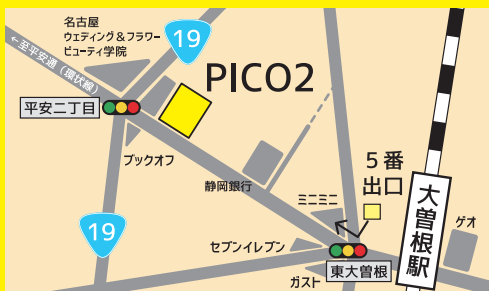 名古屋
ウェディング＆フラワー
ビューティ学院
19
←至平安通（環状線）
PICO2
平安二丁目
ブックオフ
静岡銀行
5番
出口
ミニミニ
大曽根駅
ゲオ
19
セブンイレブン
東大曽根
ガスト